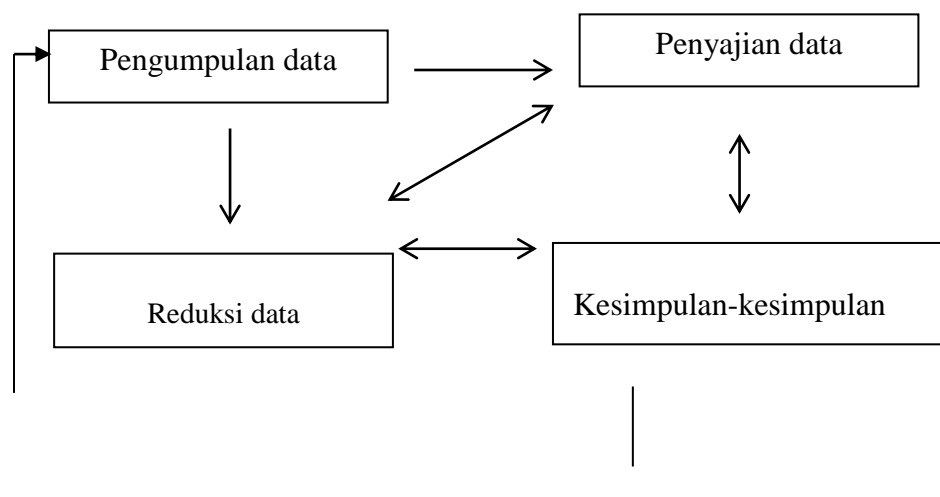 Pengumpulan data
Penyajian data
Reduksi data
Kesimpulan-kesimpulan